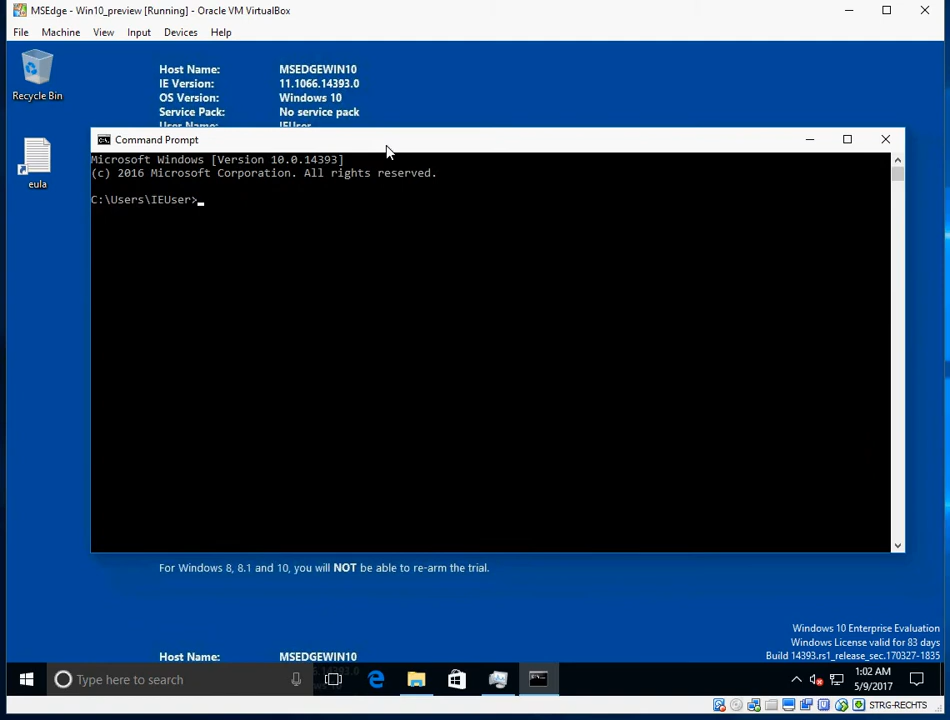 MSEdge - Win10_preview [Running] - Oracle VM VirtualBox
File Machine View Input Devices Help
Recycle Bin
Host Name: MSEDGEWIN10
IE Version: 11.1066.14393.0
OS Version: Windows 10
Service Pack: No service pack
User Name: IEUser
eula
Command Prompt
Microsoft Windows [Version 10.0.14393]
(c) 2016 Microsoft Corporation. All rights reserved.
C:\Users\IEUser>
For Windows 8, 8.1 and 10, you will NOT be able to re-arm the trial.
Windows 10 Enterprise Evaluation
Windows License valid for 83 days
Build 14393.rs1_release_sec.170327-1835
Host Name: MSEDGEWIN10
Type here to search
1:02 AM
5/9/2017
STRG-RECHTS